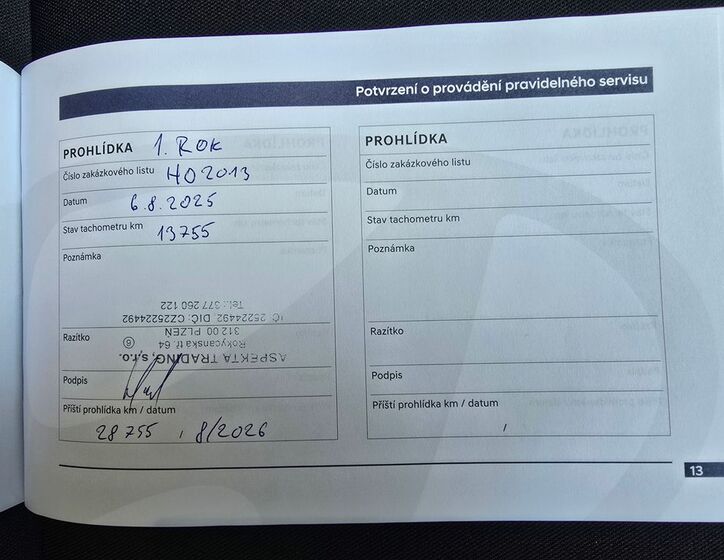 Potvrzení o provádění pravidelného servisu
PROHLÍDKA 1. ROK
Číslo zakázkového listu HO2013
Datum 6.8.2025
Stav tachometru km 13755
Poznámka
Razítko
ASPEKTA TRADING, s.r.o.
Rokycanská tř. 64
312 00 PLZEŇ 6
IČ: 25224492, DIČ: CZ25224492
Tel.: 377 260 122
Podpis
Příští prohlídka km / datum
28 755 , 8/2026
PROHLÍDKA
Číslo zakázkového listu
Datum
Stav tachometru km
Poznámka
Razítko
Podpis
Příští prohlídka km / datum
,
13